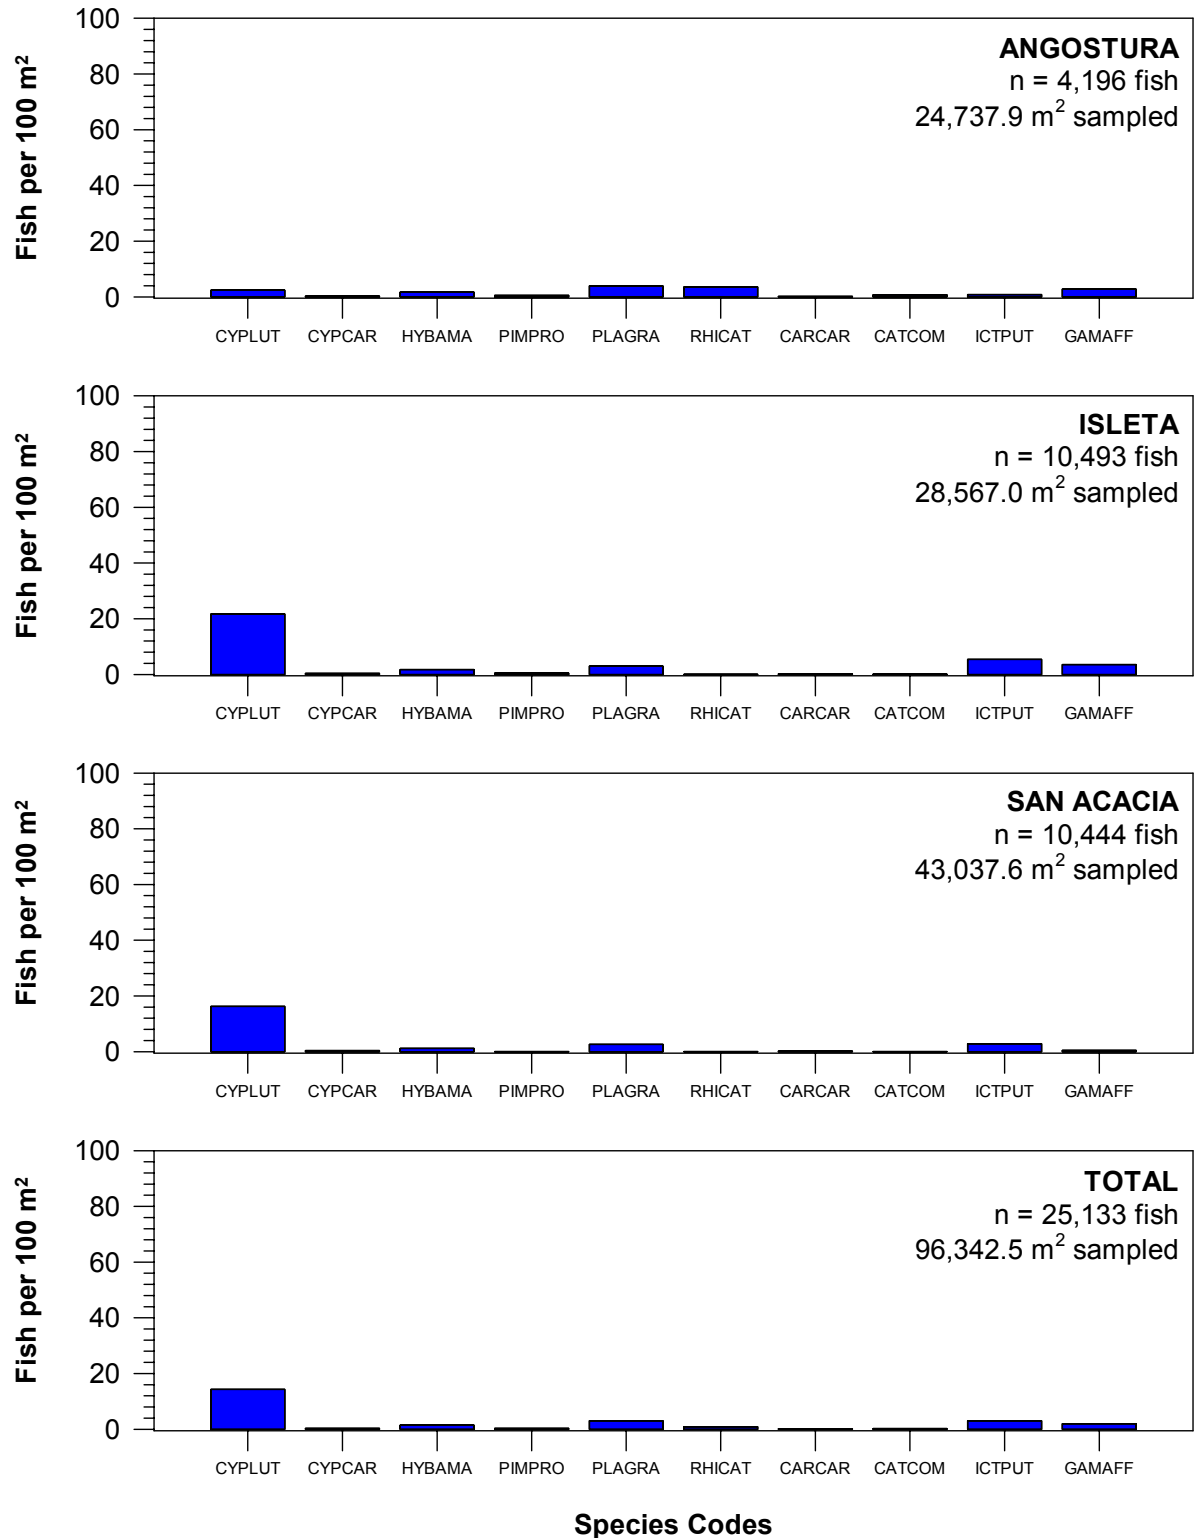 Fish per 100 m²
100
80
60
40
20
0
ANGOSTURA
n = 4,196 fish
24,737.9 m² sampled
CYPLUT CYPCAR HYBAMA PIMPRO PLAGRA RHICAT CARCAR CATCOM ICTPUT GAMAFF
Fish per 100 m²
100
80
60
40
20
0
ISLETA
n = 10,493 fish
28,567.0 m² sampled
CYPLUT CYPCAR HYBAMA PIMPRO PLAGRA RHICAT CARCAR CATCOM ICTPUT GAMAFF
Fish per 100 m²
100
80
60
40
20
0
SAN ACACIA
n = 10,444 fish
43,037.6 m² sampled
CYPLUT CYPCAR HYBAMA PIMPRO PLAGRA RHICAT CARCAR CATCOM ICTPUT GAMAFF
Fish per 100 m²
100
80
60
40
20
0
TOTAL
n = 25,133 fish
96,342.5 m² sampled
CYPLUT CYPCAR HYBAMA PIMPRO PLAGRA RHICAT CARCAR CATCOM ICTPUT GAMAFF
Species Codes